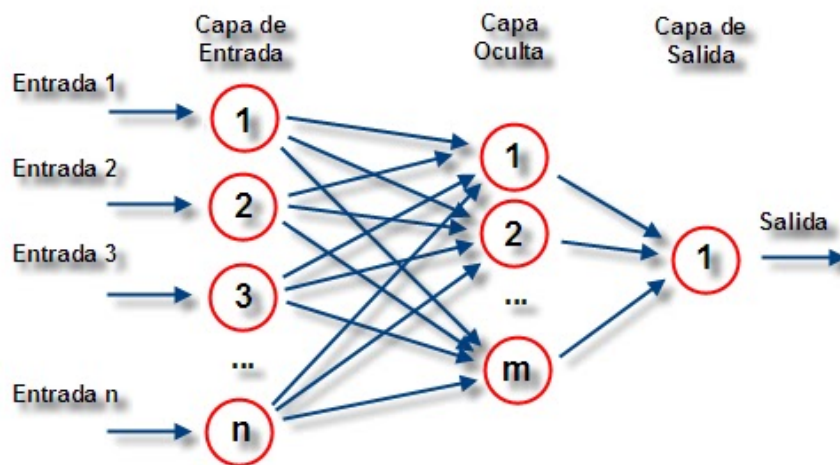 Capa de
Entrada
Capa
Oculta
Capa de
Salida
Entrada 1
1
Entrada 2
2
Entrada 3
3
...
Entrada n
n
1
2
...
m
1
Salida